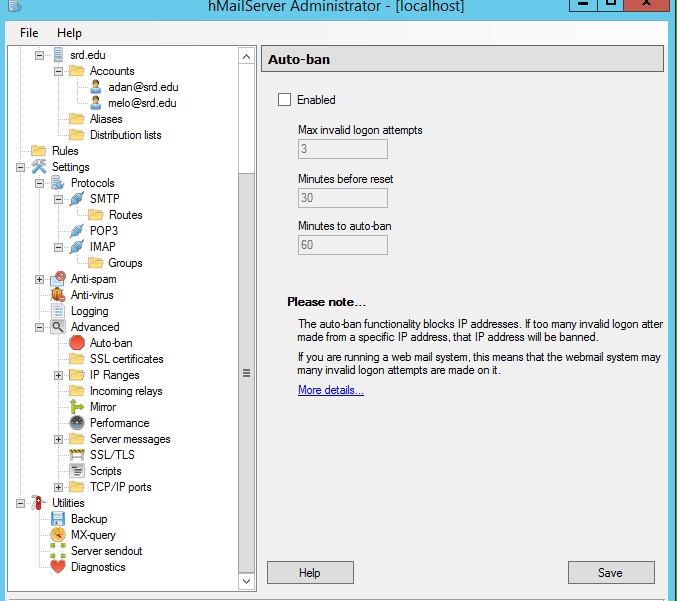 hMailServer Administrator - [localhost]
File Help
srd.edu
Accounts
adan@srd.edu
melo@srd.edu
Aliases
Distribution lists
Rules
Settings
Protocols
SMTP
Routes
POP3
IMAP
Groups
Anti-spam
Anti-virus
Logging
Advanced
Auto-ban
SSL certificates
IP Ranges
Incoming relays
Mirror
Performance
Server messages
SSL/TLS
Scripts
TCP/IP ports
Utilities
Backup
MX-query
Server sendout
Diagnostics
Auto-ban
Enabled
Max invalid logon attempts
3
Minutes before reset
30
Minutes to auto-ban
60
Please note...
The auto-ban functionality blocks IP addresses. If too many invalid logon atter
made from a specific IP address, that IP address will be banned.
If you are running a web mail system, this means that the webmail system may
many invalid logon attempts are made on it.
More details...
Help
Save